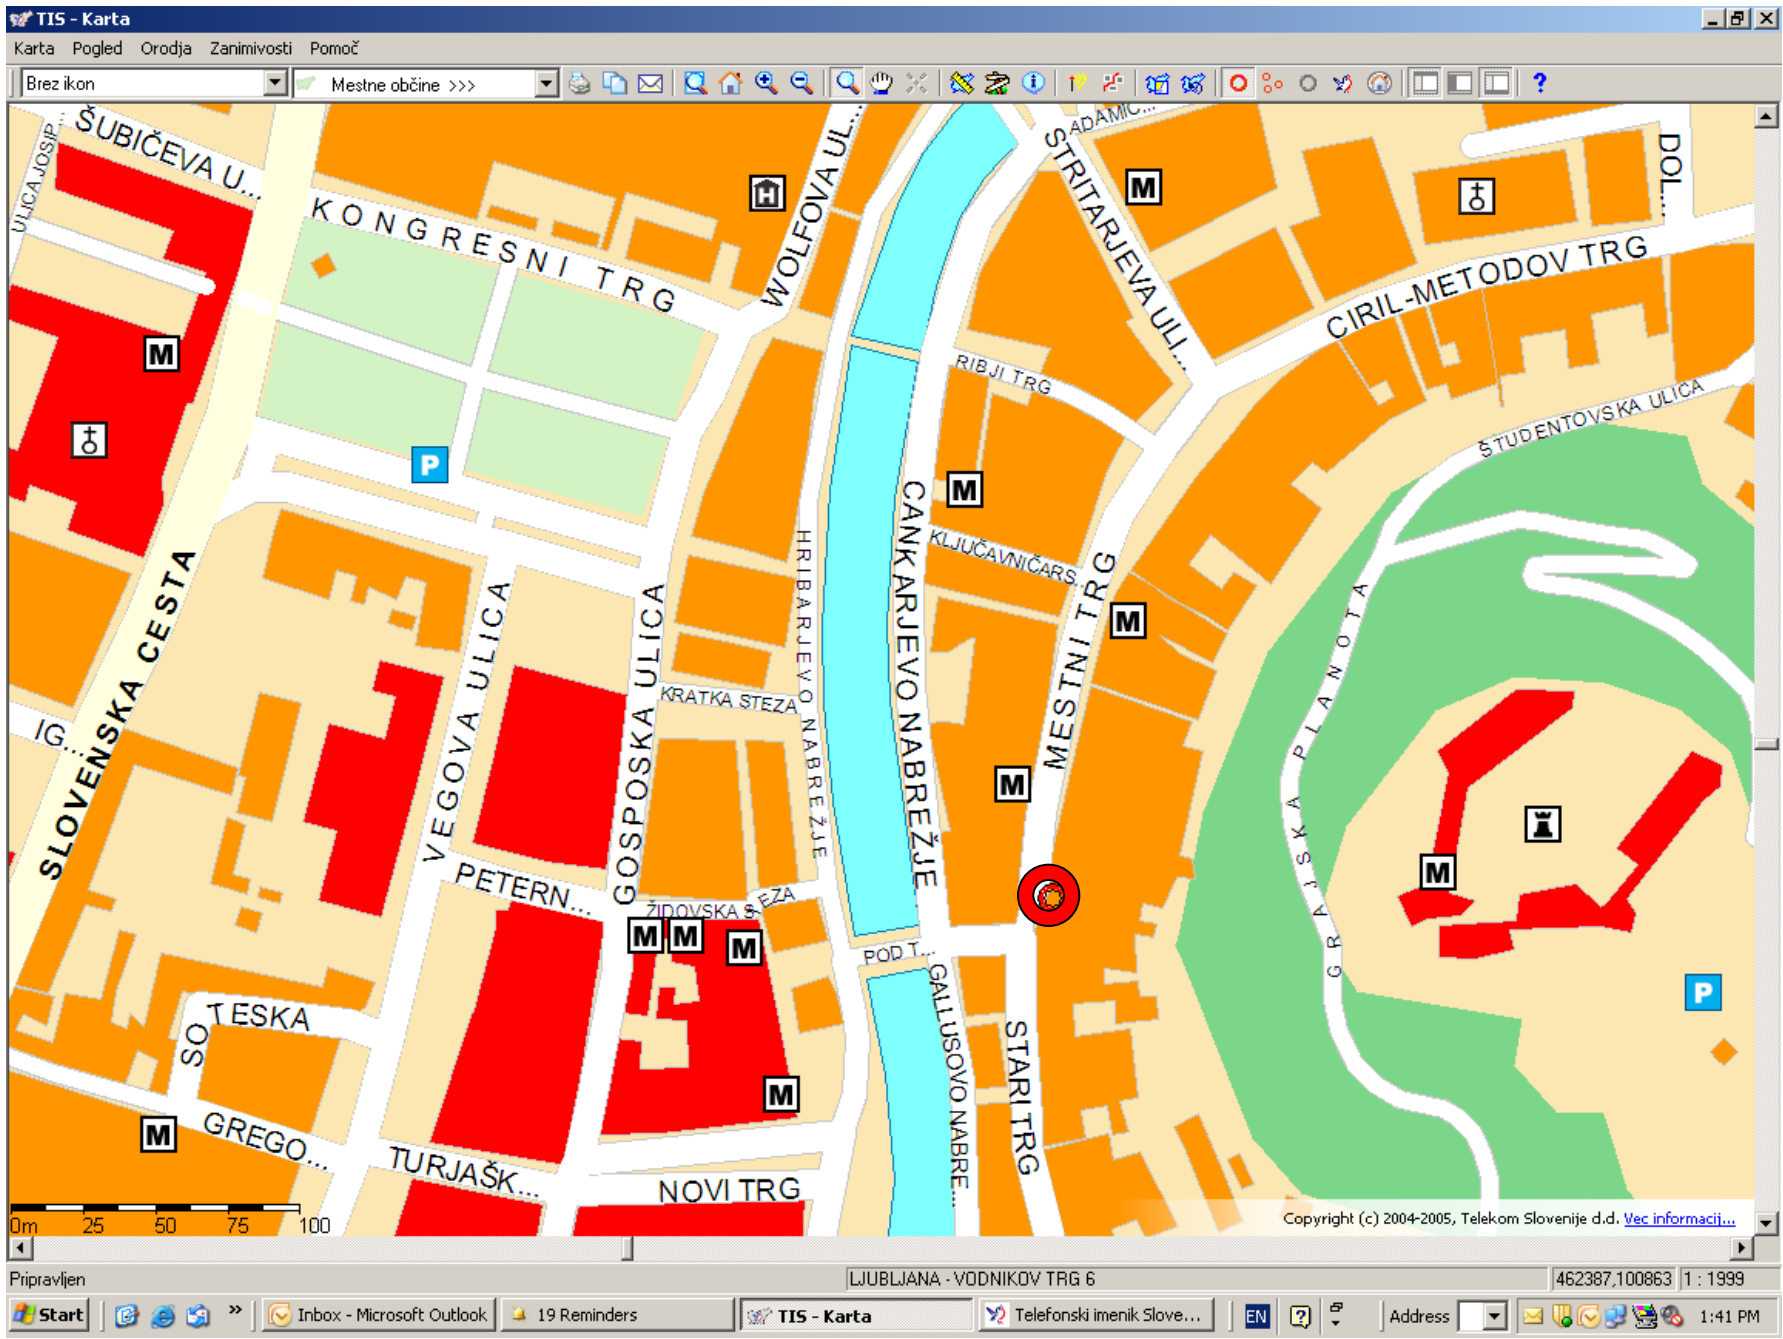 TIS - Karta
Karta Pogled Orodja Zanimivosti Pomoč
Brez ikon
Mestne občine >>>
ŠUBIČEVA U...
ULICA JOSIP...
KONGRESNI TRG
WOLFOVA UL...
ADAMIČ...
STRITARJEVA ULI...
DOL...
CIRIL-METODOV TRG
RIBJI TRG
ŠTUDENTOVSKA ULICA
M
M
H
P
M
CANKARJEVO NABREŽJE
KLJUČAVNIČARS...
HRIBARJEVO NABREŽJE
MESTNI TRG
M
SLOVENSKA CESTA
VEGOVA ULICA
GOSPOSKA ULICA
KRATKA STEZA
GRAJSKA PLANOTA
IG...
M
M
PETERN...
ŽIDOVSKA STEZA
M M M
POD T...
GALLUSOVO NABRE...
STARI TRG
P
SO TESKA
M
M
GREGO...
TURJAŠK...
NOVI TRG
0m 25 50 75 100
Copyright (c) 2004-2005, Telekom Slovenije d.d. Vec informacij...
Pripravljen
LJUBLJANA - VODNIKOV TRG 6
462387,100863
1 : 1999
Start
»
Inbox - Microsoft Outlook
19 Reminders
TIS - Karta
Telefonski imenik Slove...
EN
Address
1:41 PM